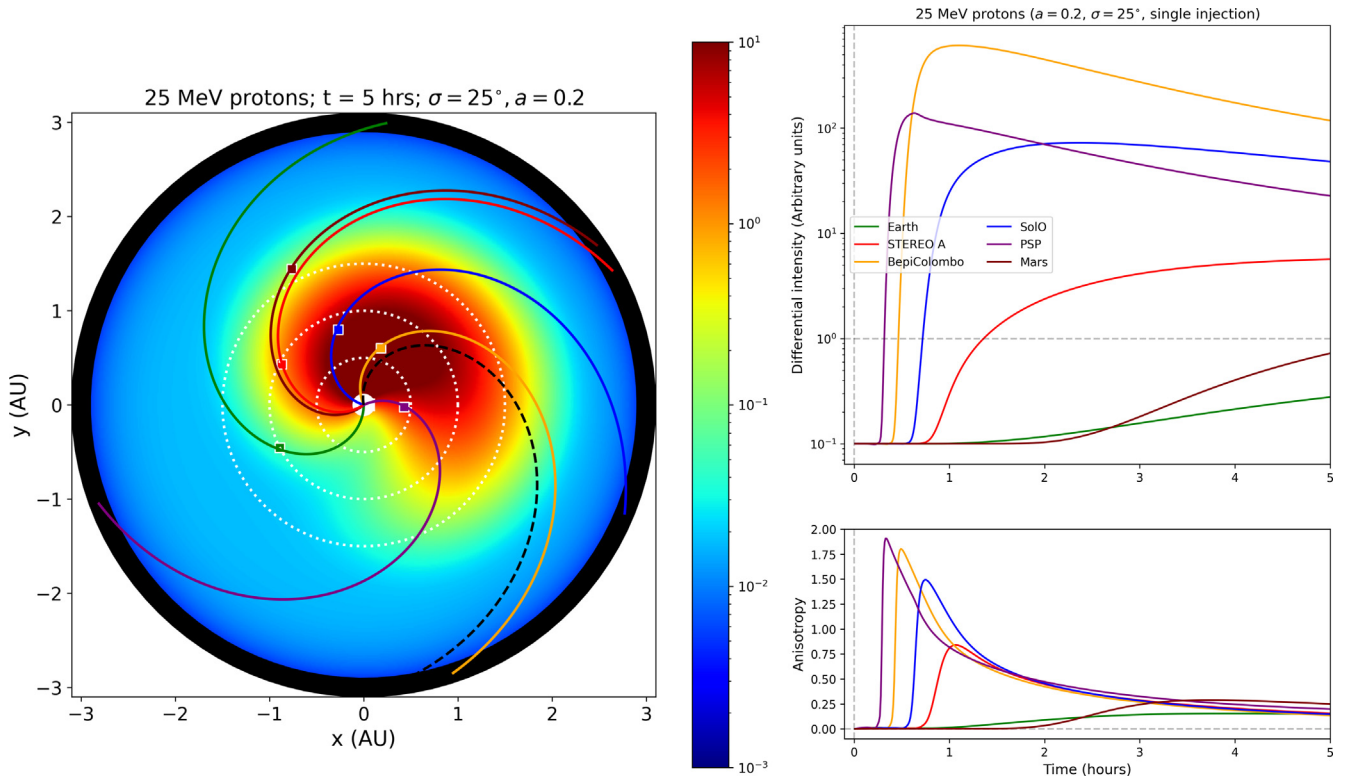 25 MeV protons; t = 5 hrs; σ = 25°, a = 0.2
3
2
1
0
−1
−2
−3
y (AU)
−3 −2 −1 0 1 2 3
x (AU)
10¹
10⁰
10⁻¹
10⁻²
10⁻³
25 MeV protons (a = 0.2, σ = 25°, single injection)
Differential intensity (Arbitrary units)
10²
10¹
10⁰
10⁻¹
Earth SolO
STEREO A PSP
BepiColombo Mars
0 1 2 3 4 5
Anisotropy
2.00
1.75
1.50
1.25
1.00
0.75
0.50
0.25
0.00
0 1 2 3 4 5
Time (hours)